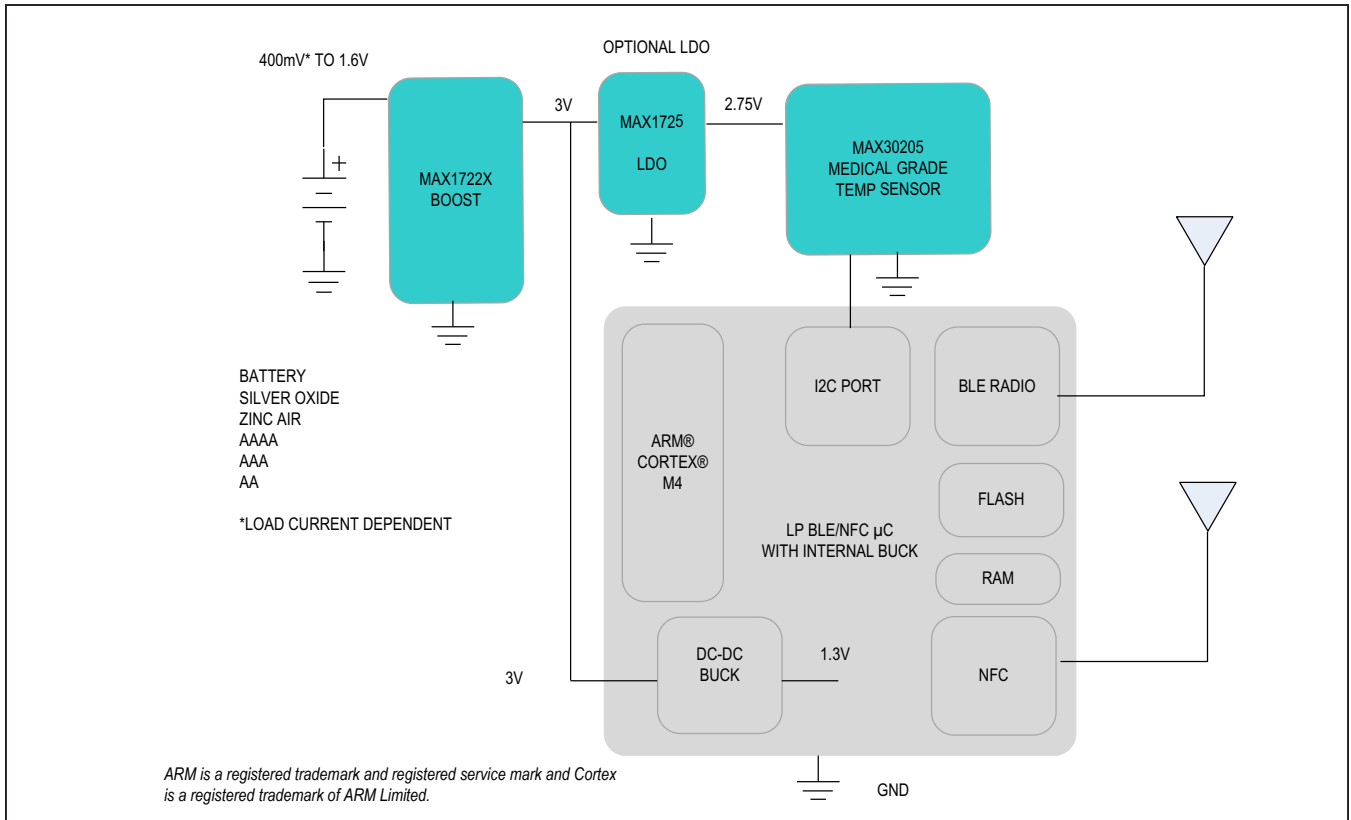 OPTIONAL LDO
400mV* TO 1.6V
3V
MAX1725
LDO
2.75V
MAX30205
MEDICAL GRADE
TEMP SENSOR
+
MAX1722X
BOOST
BATTERY
SILVER OXIDE
ZINC AIR
AAAA
AAA
AA
*LOAD CURRENT DEPENDENT
I2C PORT
BLE RADIO
ARM®
CORTEX®
M4
FLASH
LP BLE/NFC µC
WITH INTERNAL BUCK
RAM
DC-DC
BUCK
1.3V
NFC
3V
ARM is a registered trademark and registered service mark and Cortex
is a registered trademark of ARM Limited.
GND